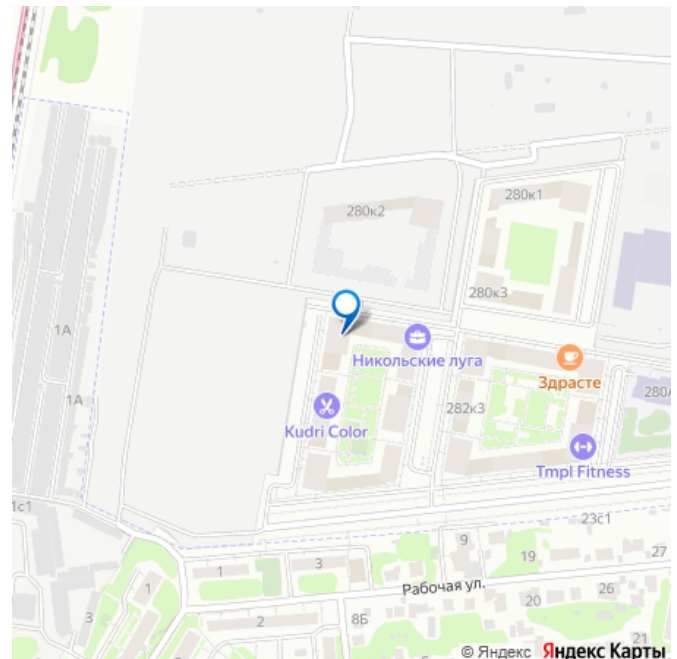 280к2
280к1
280к3
1А
Никольские луга
Здрасте
1А
282к3
280А
Kudri Color
Tmpl Fitness
1с1
23с1
9
1
3
19
27
1
Рабочая ул.
26
3
2
8Б
20
21
© Яндекс Яндекс Карты